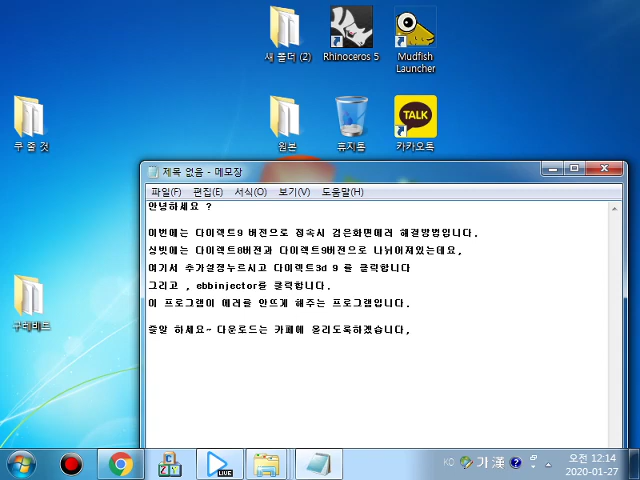 새 폴더 (2)
Rhinoceros 5
Mudfish
Launcher
쿠 줄 것
원본
휴지통
TALK
카카오톡
제목 없음 - 메모장
파일(F) 편집(E) 서식(O) 보기(V) 도움말(H)
안녕하세요 ?
이번에는 다이렉트9 버전으로 접속시 검은화면에러 해결방법입니다.
싱빗에는 다이렉트8버전과 다이렉트9버전으로 나뉘어져있는데요,
여기서 추가설정누르시고 다이렉트3d 9 를 클릭합니다
그리고 , ebbinjector를 클릭합니다.
이 프로그램이 에러를 안뜨게 해주는 프로그램입니다.
즐알 하세요~ 다운로드는 카페에 올리도록하겠습니다,
구레비트
LIVE
KO
가 漢
오전 12:14
2020-01-27